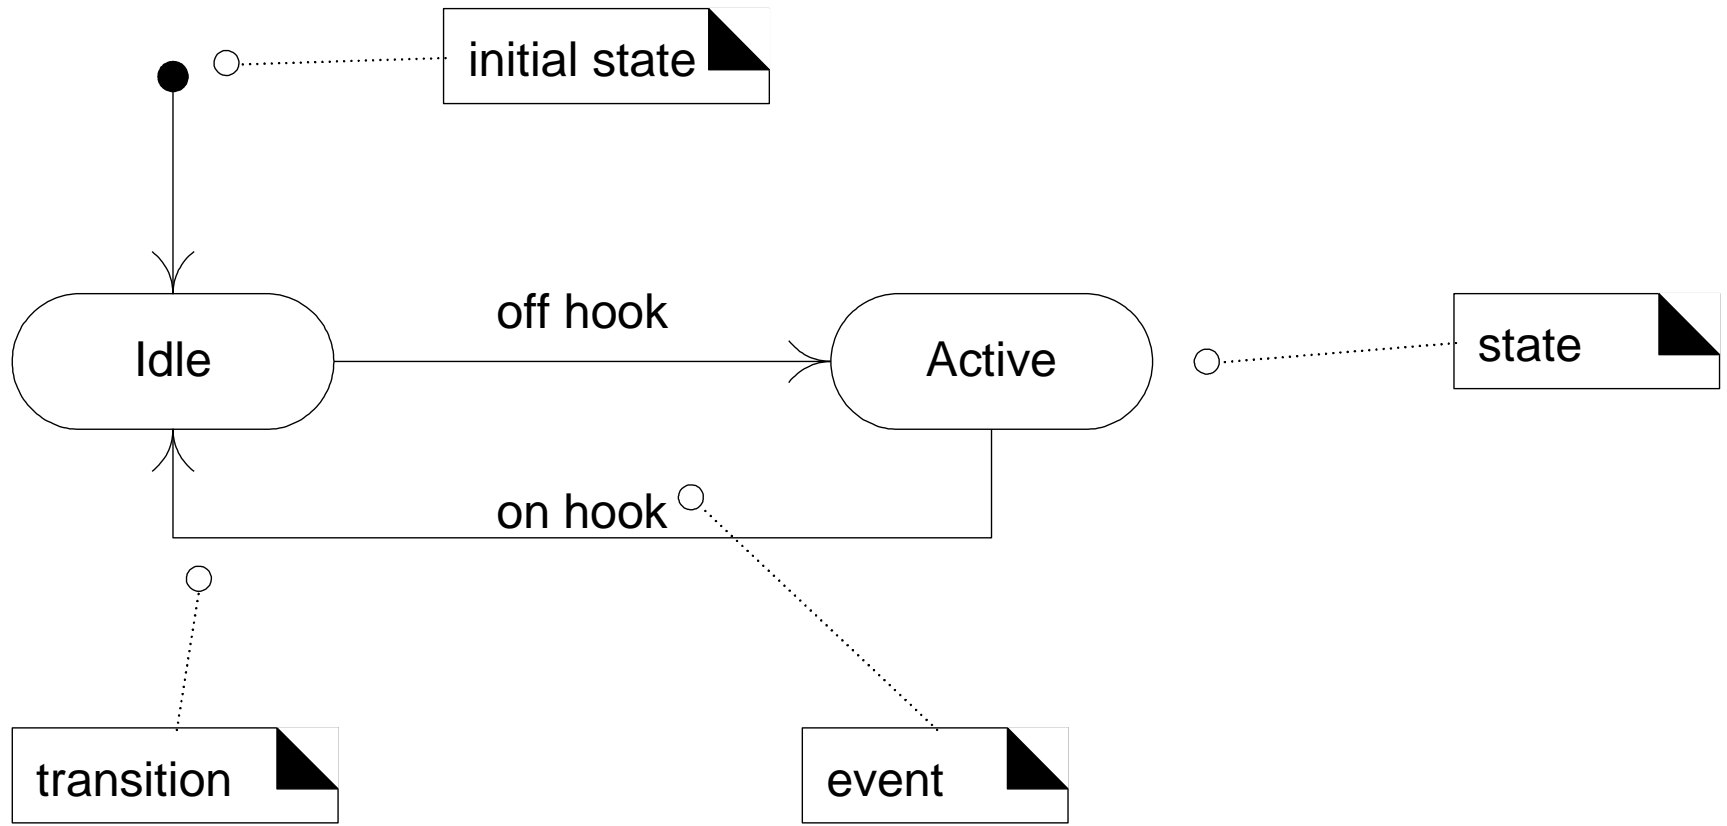 initial state
off hook
Idle
Active
state
on hook
transition
event